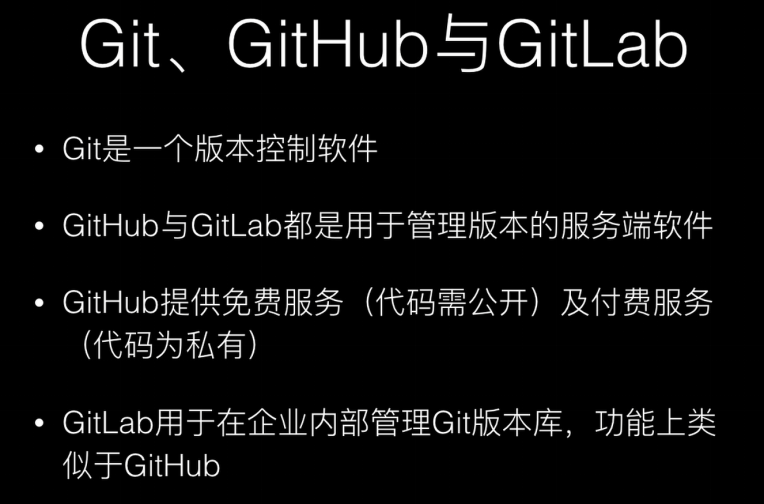 Git、GitHub与GitLab
• Git是一个版本控制软件
• GitHub与GitLab都是用于管理版本的服务端软件
• GitHub提供免费服务（代码需公开）及付费服务
（代码为私有）
• GitLab用于在企业内部管理Git版本库，功能上类
似于GitHub